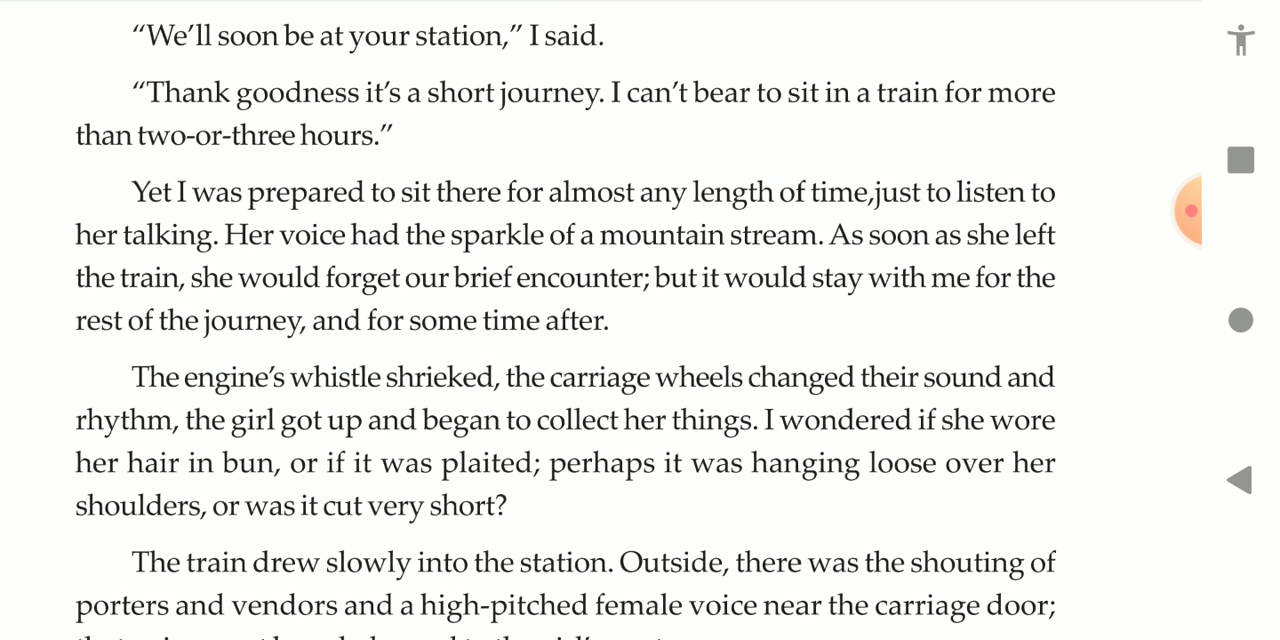 “We’ll soon be at your station,” I said.
“Thank goodness it’s a short journey. I can’t bear to sit in a train for more
than two-or-three hours.”
Yet I was prepared to sit there for almost any length of time,just to listen to
her talking. Her voice had the sparkle of a mountain stream. As soon as she left
the train, she would forget our brief encounter; but it would stay with me for the
rest of the journey, and for some time after.
The engine’s whistle shrieked, the carriage wheels changed their sound and
rhythm, the girl got up and began to collect her things. I wondered if she wore
her hair in bun, or if it was plaited; perhaps it was hanging loose over her
shoulders, or was it cut very short?
The train drew slowly into the station. Outside, there was the shouting of
porters and vendors and a high-pitched female voice near the carriage door;